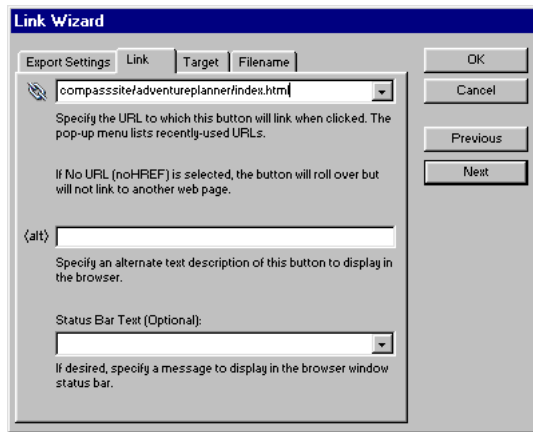 Link Wizard
Export Settings Link Target Filename
OK
compasssite/adventureplanner/index.html
Cancel
Specify the URL to which this button will link when clicked. The
pop-up menu lists recently-used URLs.
Previous
If No URL (noHREF) is selected, the button will roll over but
will not link to another web page.
Next
<alt>
Specify an alternate text description of this button to display in
the browser.
Status Bar Text (Optional):
If desired, specify a message to display in the browser window
status bar.